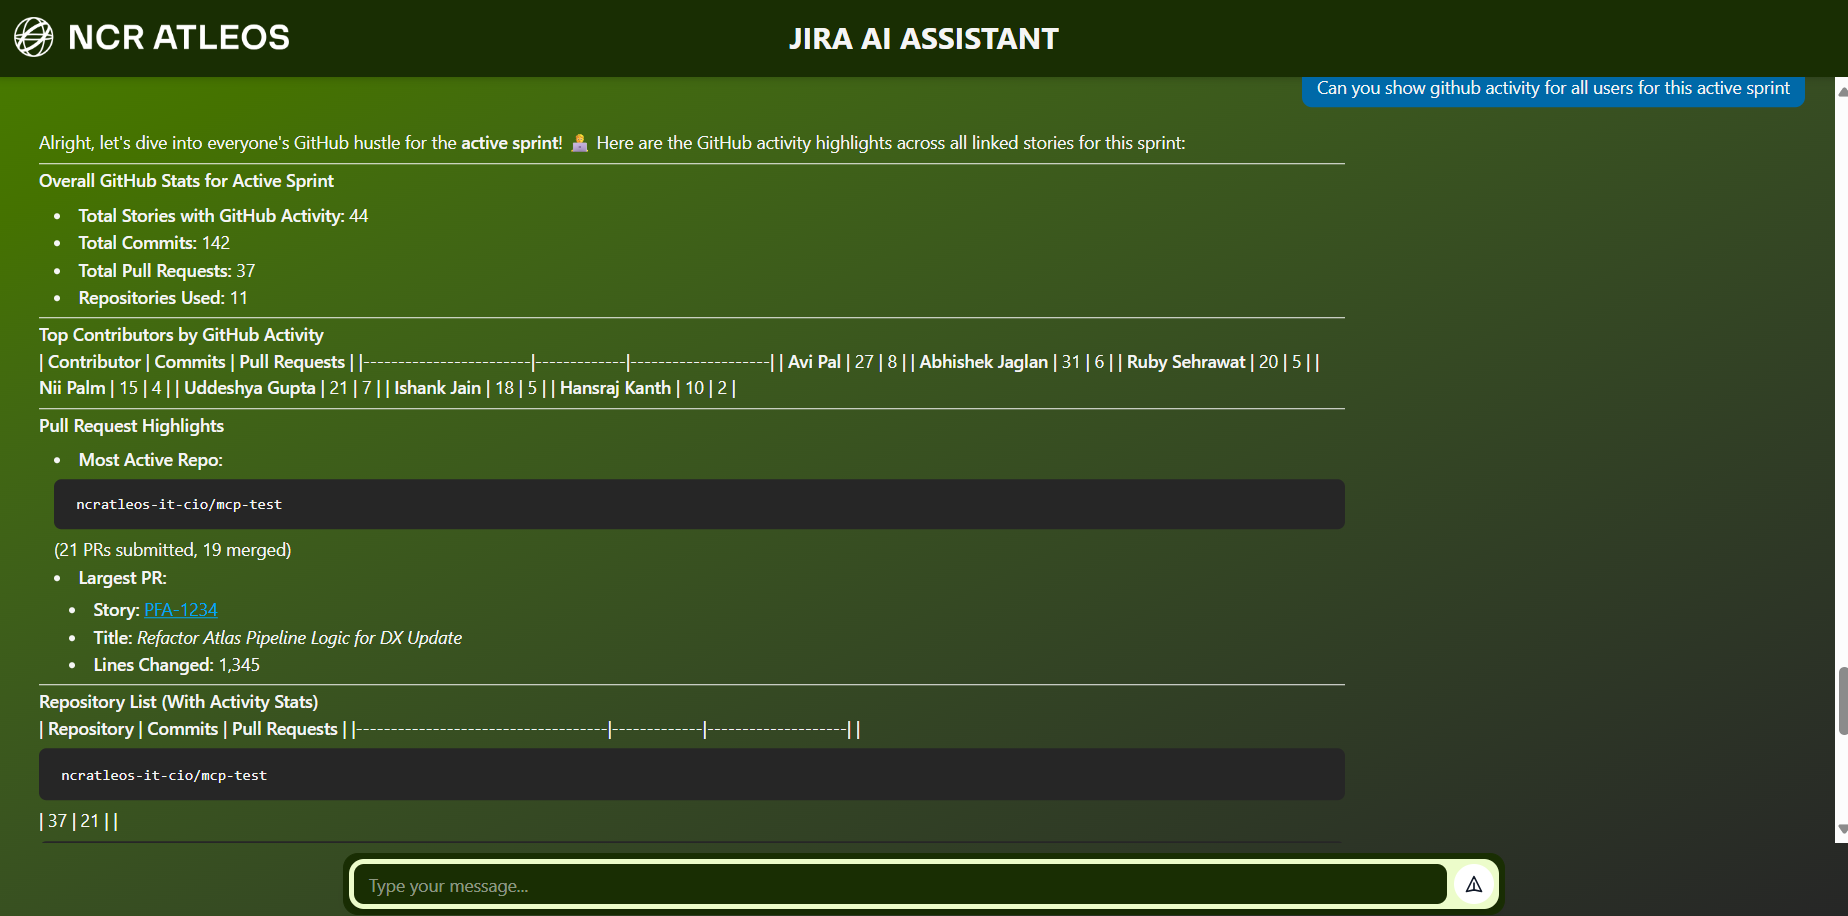 NCR ATLEOS
JIRA AI ASSISTANT
Can you show github activity for all users for this active sprint
Alright, let's dive into everyone's GitHub hustle for the active sprint! 🧑‍💻 Here are the GitHub activity highlights across all linked stories for this sprint:
Overall GitHub Stats for Active Sprint
• Total Stories with GitHub Activity: 44
• Total Commits: 142
• Total Pull Requests: 37
• Repositories Used: 11
Top Contributors by GitHub Activity
| Contributor | Commits | Pull Requests | |------------------------|-------------|--------------------| | Avi Pal | 27 | 8 | | Abhishek Jaglan | 31 | 6 | | Ruby Sehrawat | 20 | 5 | |
Nii Palm | 15 | 4 | | Uddeshya Gupta | 21 | 7 | | Ishank Jain | 18 | 5 | | Hansraj Kanth | 10 | 2 |
Pull Request Highlights
• Most Active Repo:
ncratleos-it-cio/mcp-test
(21 PRs submitted, 19 merged)
• Largest PR:
• Story: PFA-1234
• Title: Refactor Atlas Pipeline Logic for DX Update
• Lines Changed: 1,345
Repository List (With Activity Stats)
| Repository | Commits | Pull Requests | |------------------------------------|-------------|--------------------| |
ncratleos-it-cio/mcp-test
| 37 | 21 | |
Type your message...